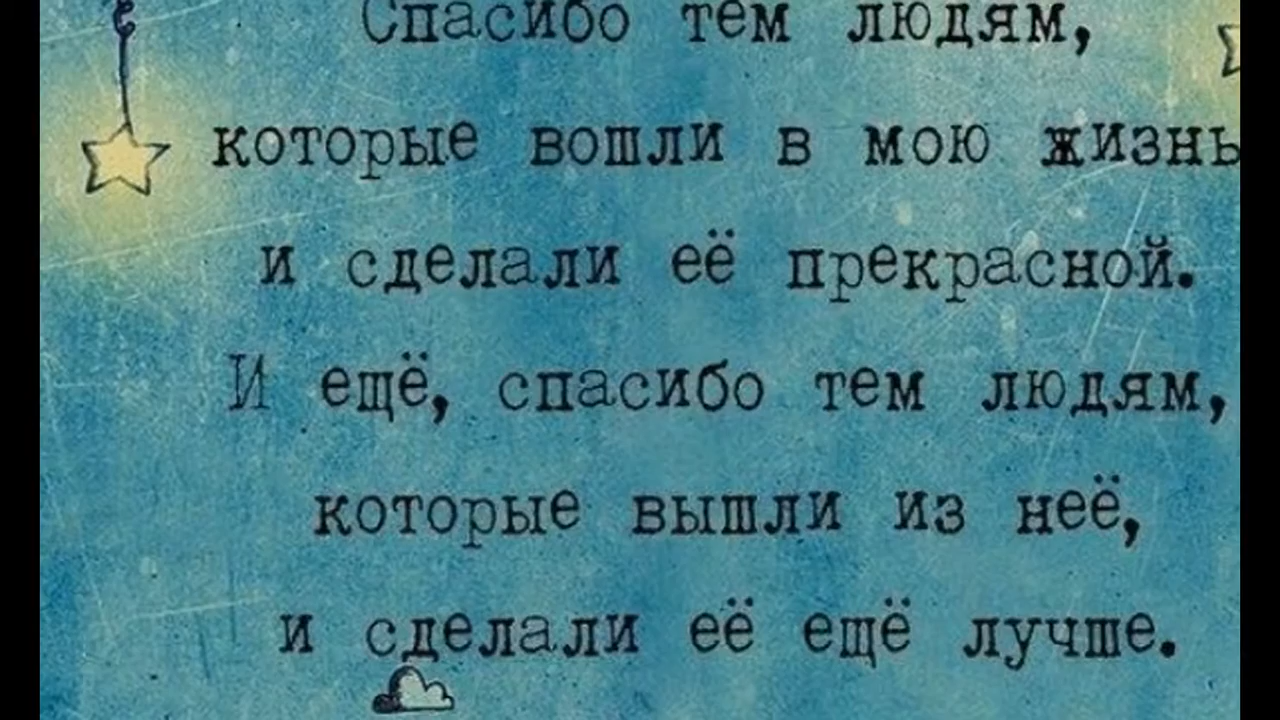 Спасибо тем людям,
которые вошли в мою жизнь
и сделали её прекрасной.
И ещё, спасибо тем людям,
которые вышли из неё,
и сделали её ещё лучше.